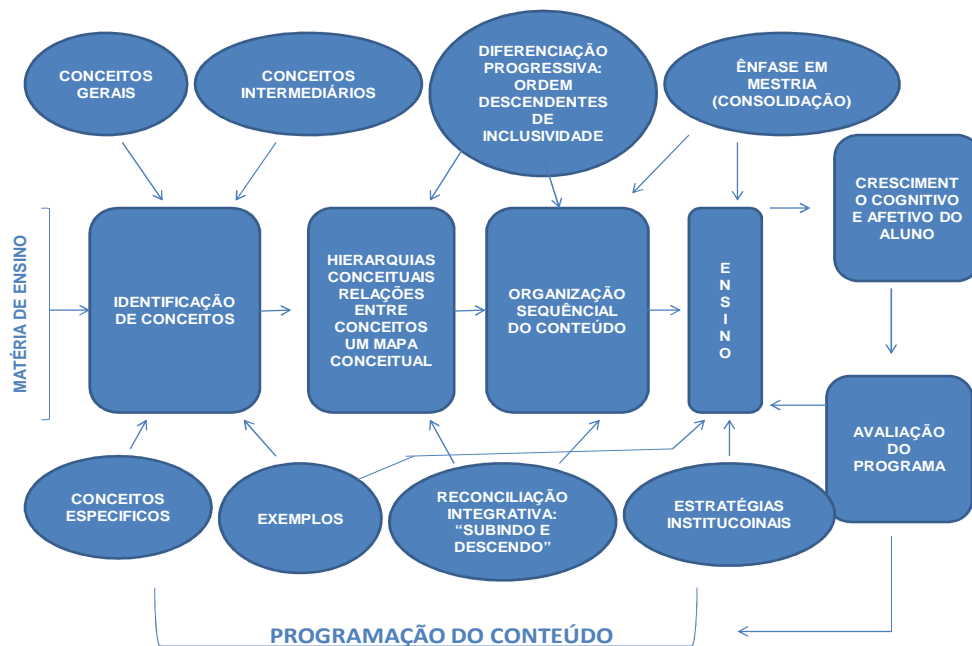 CONCEITOS
GERAIS
CONCEITOS
INTERMEDIÁRIOS
DIFERENCIAÇÃO
PROGRESSIVA:
ORDEM
DESCENDENTES
DE
INCLUSIVIDADE
ÊNFASE EM
MESTRIA
(CONSOLIDAÇÃO)
MATÉRIA DE ENSINO
IDENTIFICAÇÃO
DE CONCEITOS
HIERARQUIAS
CONCEITUAIS
RELAÇÕES
ENTRE
CONCEITOS
UM MAPA
CONCEITUAL
ORGANIZAÇÃO
SEQUÊNCIAL
DO CONTEÚDO
E
N
S
I
N
O
CRESCIMENT
O COGNITIVO
E AFETIVO DO
ALUNO
AVALIAÇÃO
DO
PROGRAMA
CONCEITOS
ESPECIFICOS
EXEMPLOS
RECONCILIAÇÃO
INTEGRATIVA:
“SUBINDO E
DESCENDO”
ESTRATÉGIAS
INSTITUCOINAIS
PROGRAMAÇÃO DO CONTEÚDO